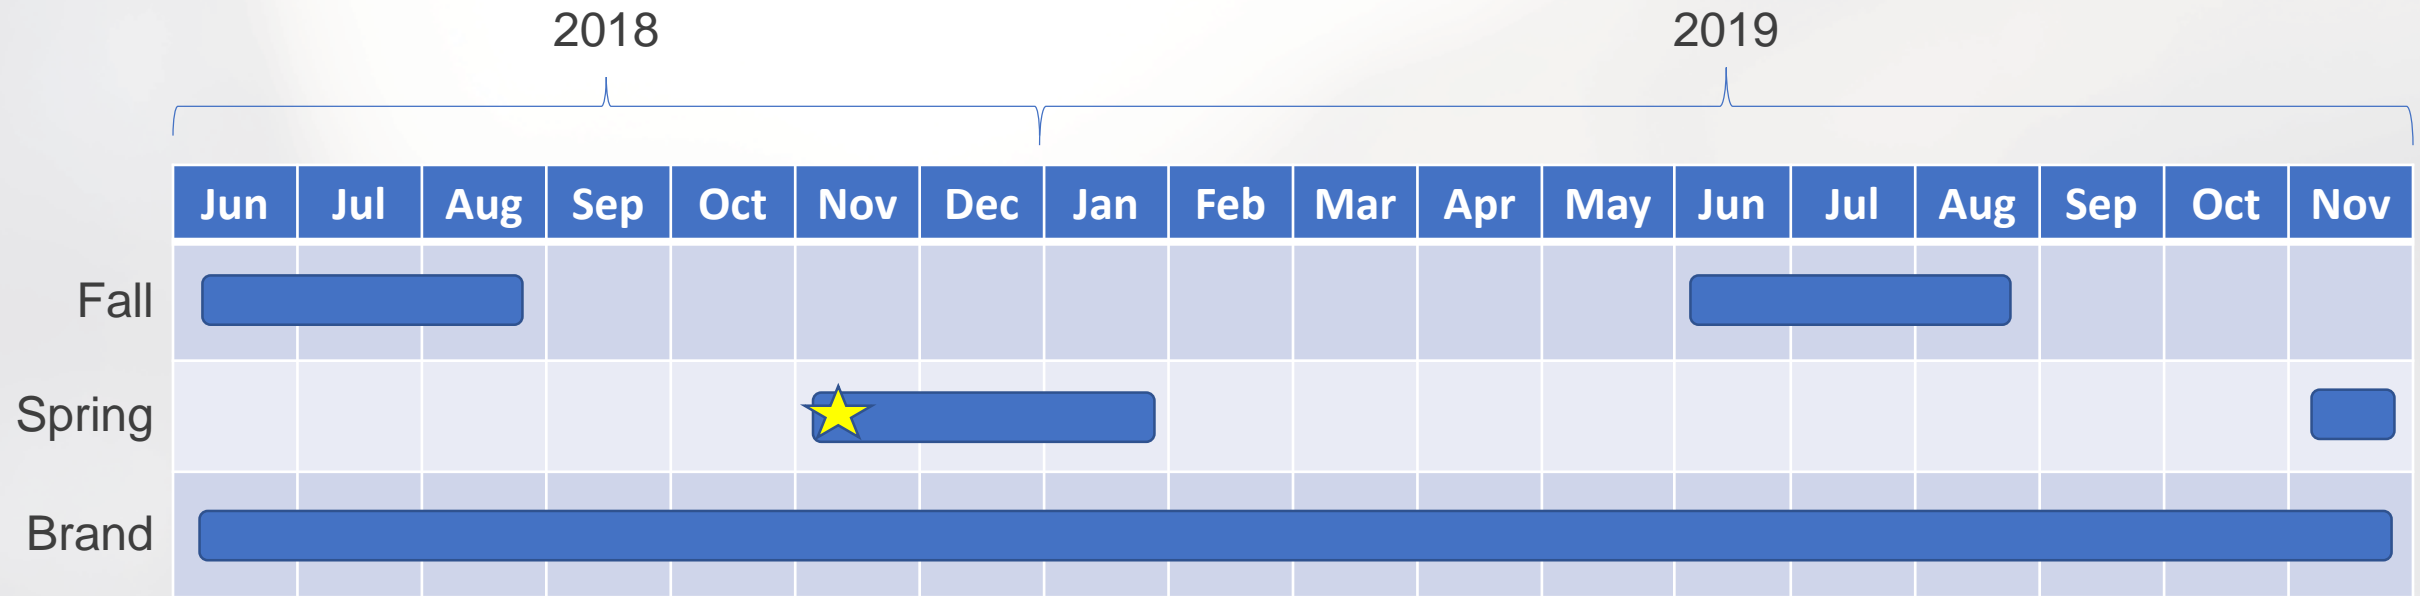 2018 2019
Jun Jul Aug Sep Oct Nov Dec Jan Feb Mar Apr May Jun Jul Aug Sep Oct Nov
Fall
Spring
Brand